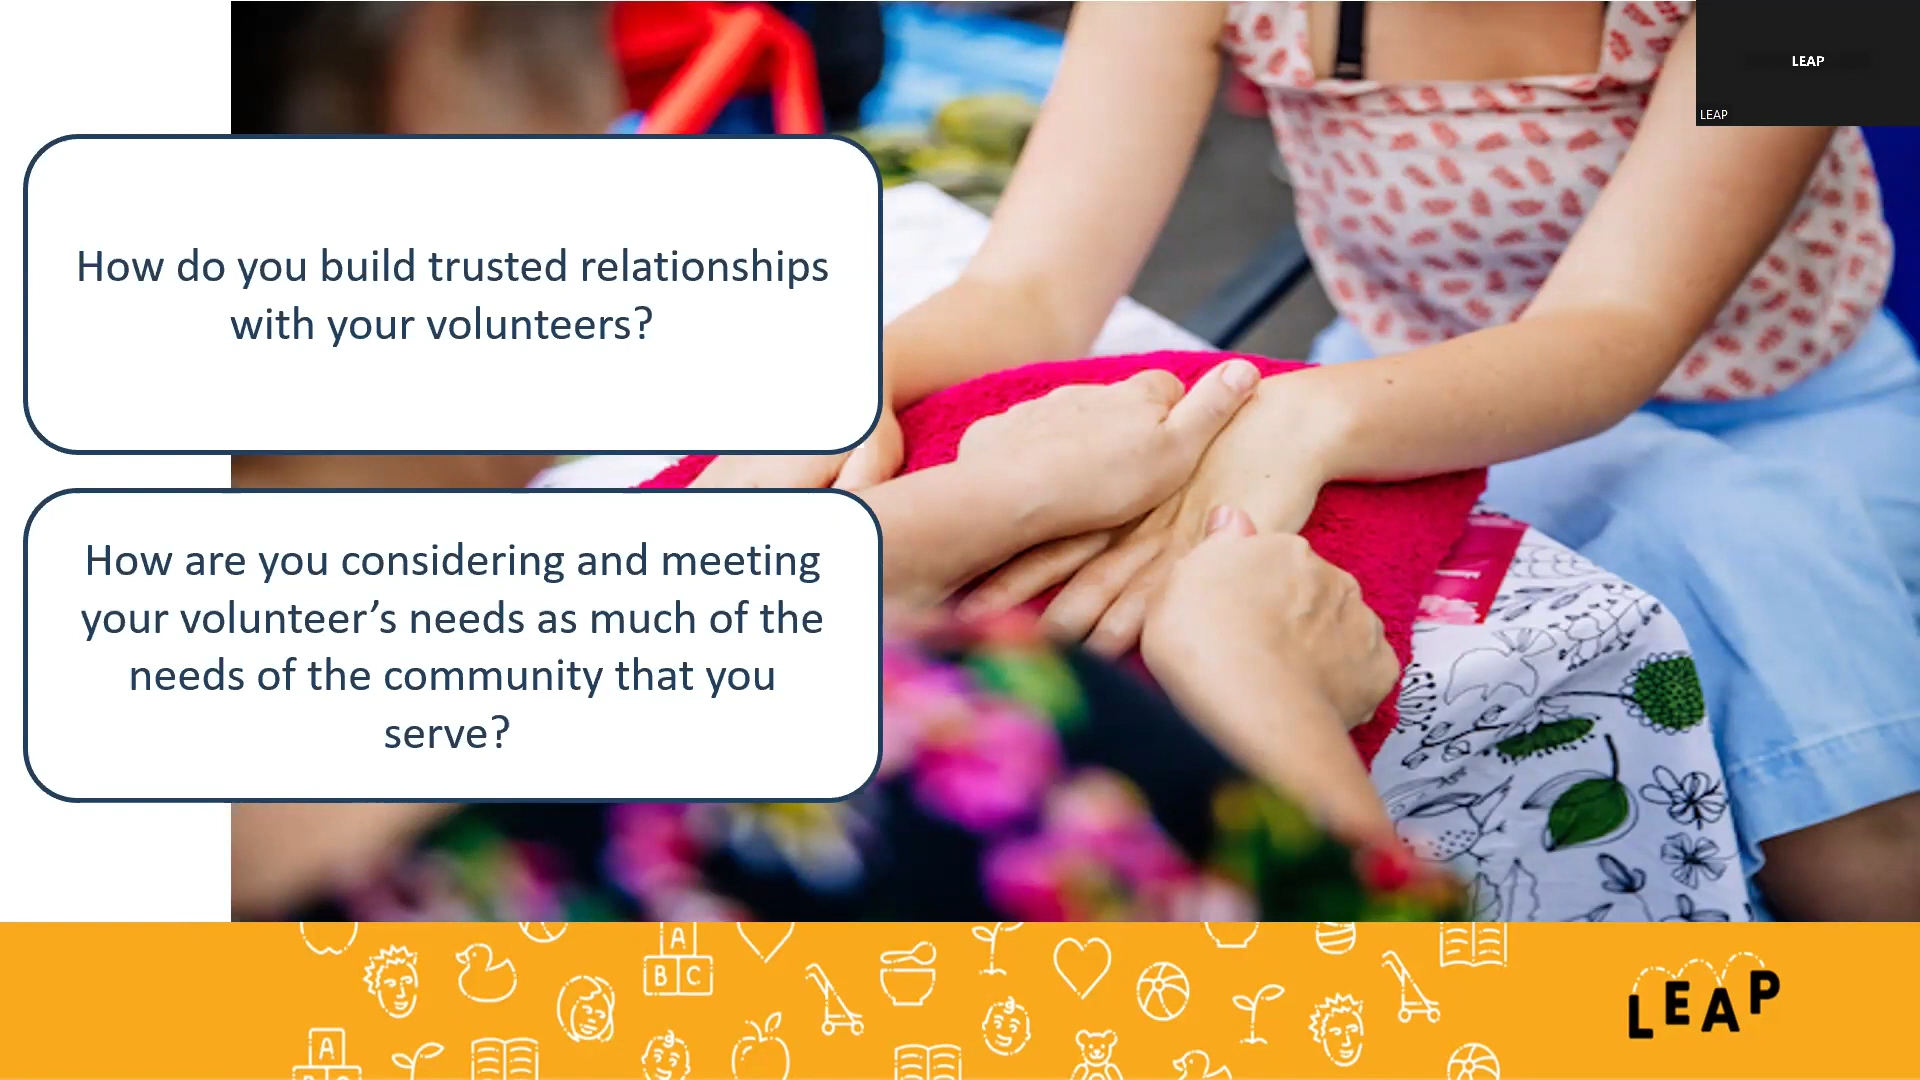 LEAP
LEAP
How do you build trusted relationships
with your volunteers?
How are you considering and meeting
your volunteer’s needs as much of the
needs of the community that you
serve?
A
B C
A
B C
LEAP